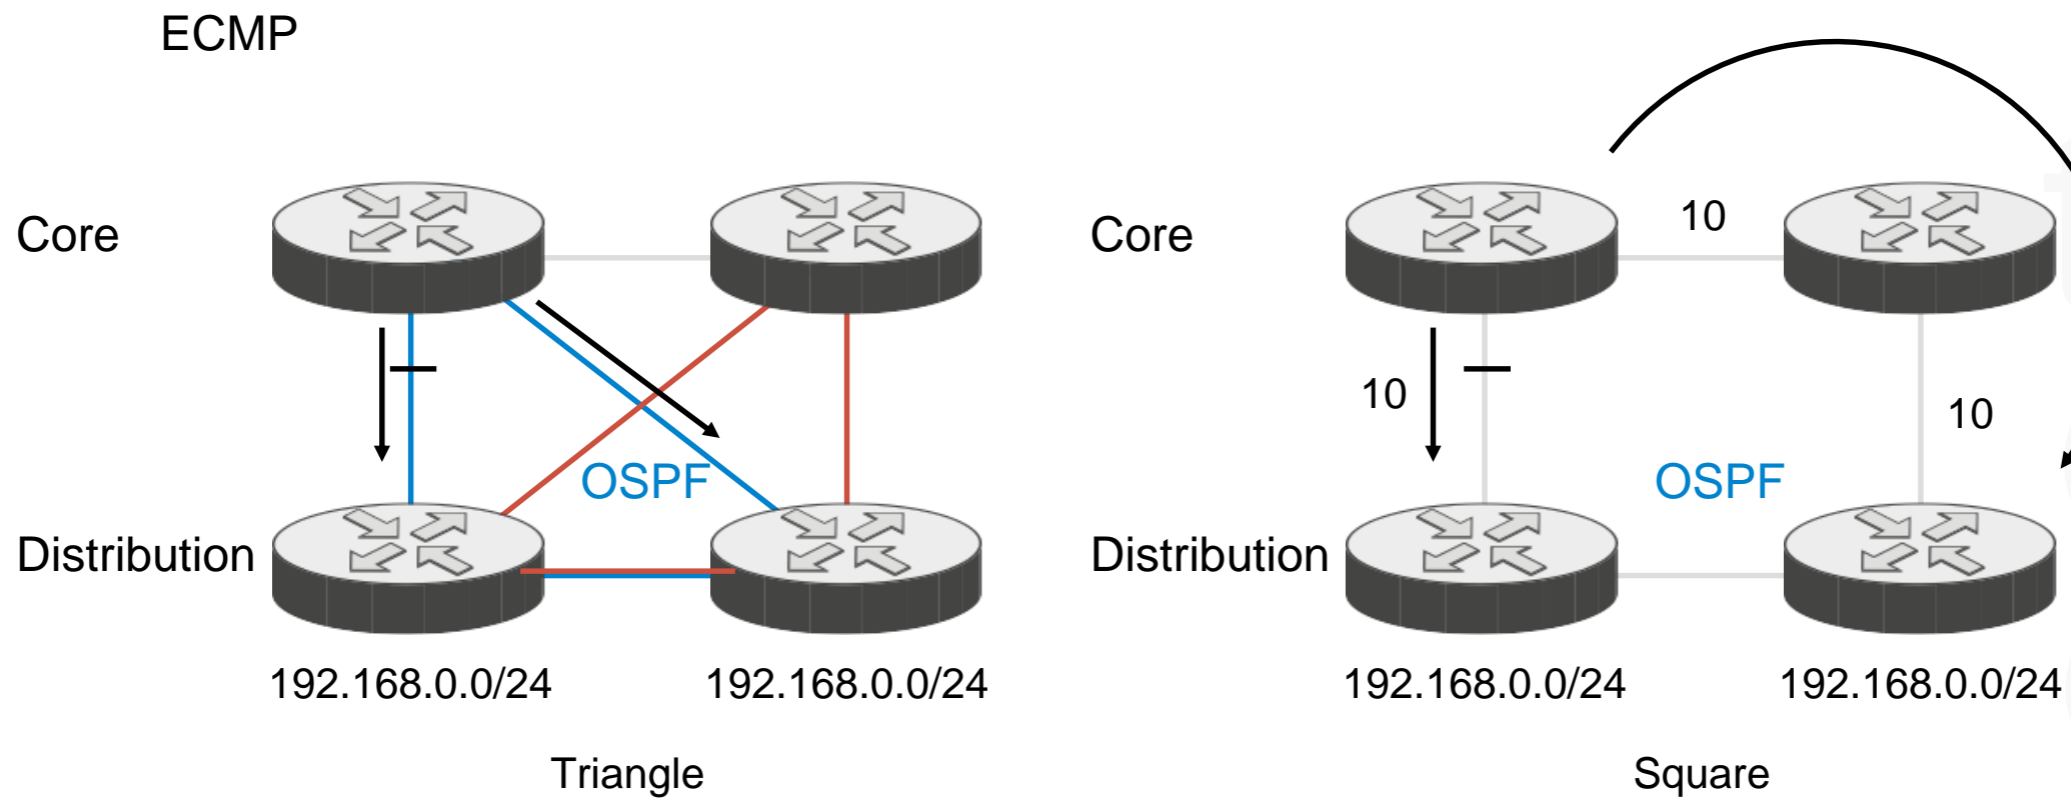 ECMP
Core
Distribution
OSPF
192.168.0.0/24
192.168.0.0/24
Triangle
Core
10
10
10
OSPF
Distribution
192.168.0.0/24
192.168.0.0/24
Square